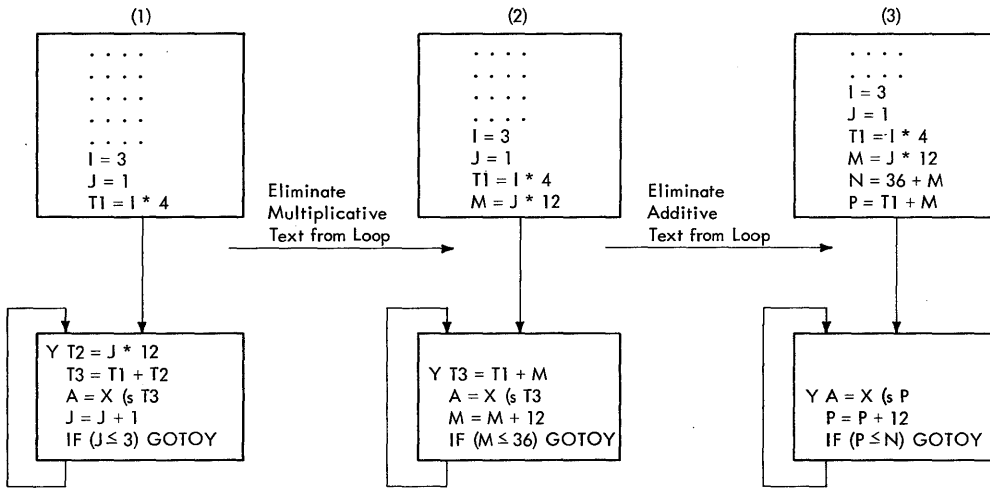 (1)
. . . .
. . . .
. . . .
. . . .
. . . .
I = 3
J = 1
T1 = I * 4
Eliminate
Multiplicative
Text from Loop
Y T2 = J * 12
T3 = T1 + T2
A = X (s T3
J = J + 1
IF (J ≤ 3) GOTOY
(2)
. . . .
. . . .
. . . .
. . . .
I = 3
J = 1
T1 = I * 4
M = J * 12
Eliminate
Additive
Text from Loop
Y T3 = T1 + M
A = X (s T3
M = M + 12
IF (M ≤ 36) GOTOY
(3)
. . . .
. . . .
I = 3
J = 1
T1 = I * 4
M = J * 12
N = 36 + M
P = T1 + M
Y A = X (s P
P = P + 12
IF (P ≤ N) GOTOY